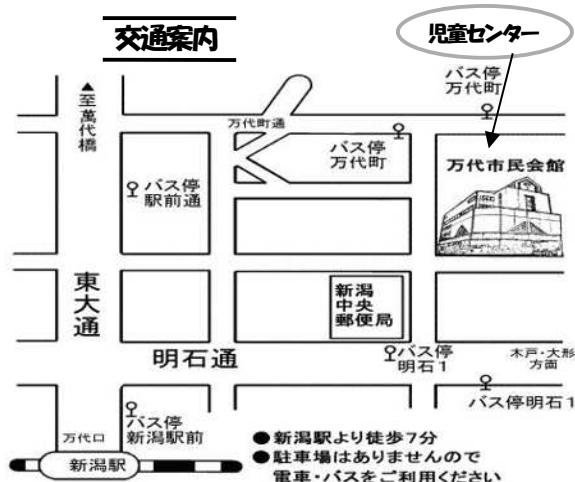 交通案内
児童センター
▲至萬代橋
バス停
万代町
万代町通
バス停
万代町
万代市民会館
バス停
駅前通
東大通
新潟
中央
郵便局
明石通
バス停
明石1
木戸・大形
方面
バス停明石1
バス停
新潟駅前
万代口
新潟駅
●新潟駅より徒歩7分
●駐車場はありませんので
電車・バスをご利用ください